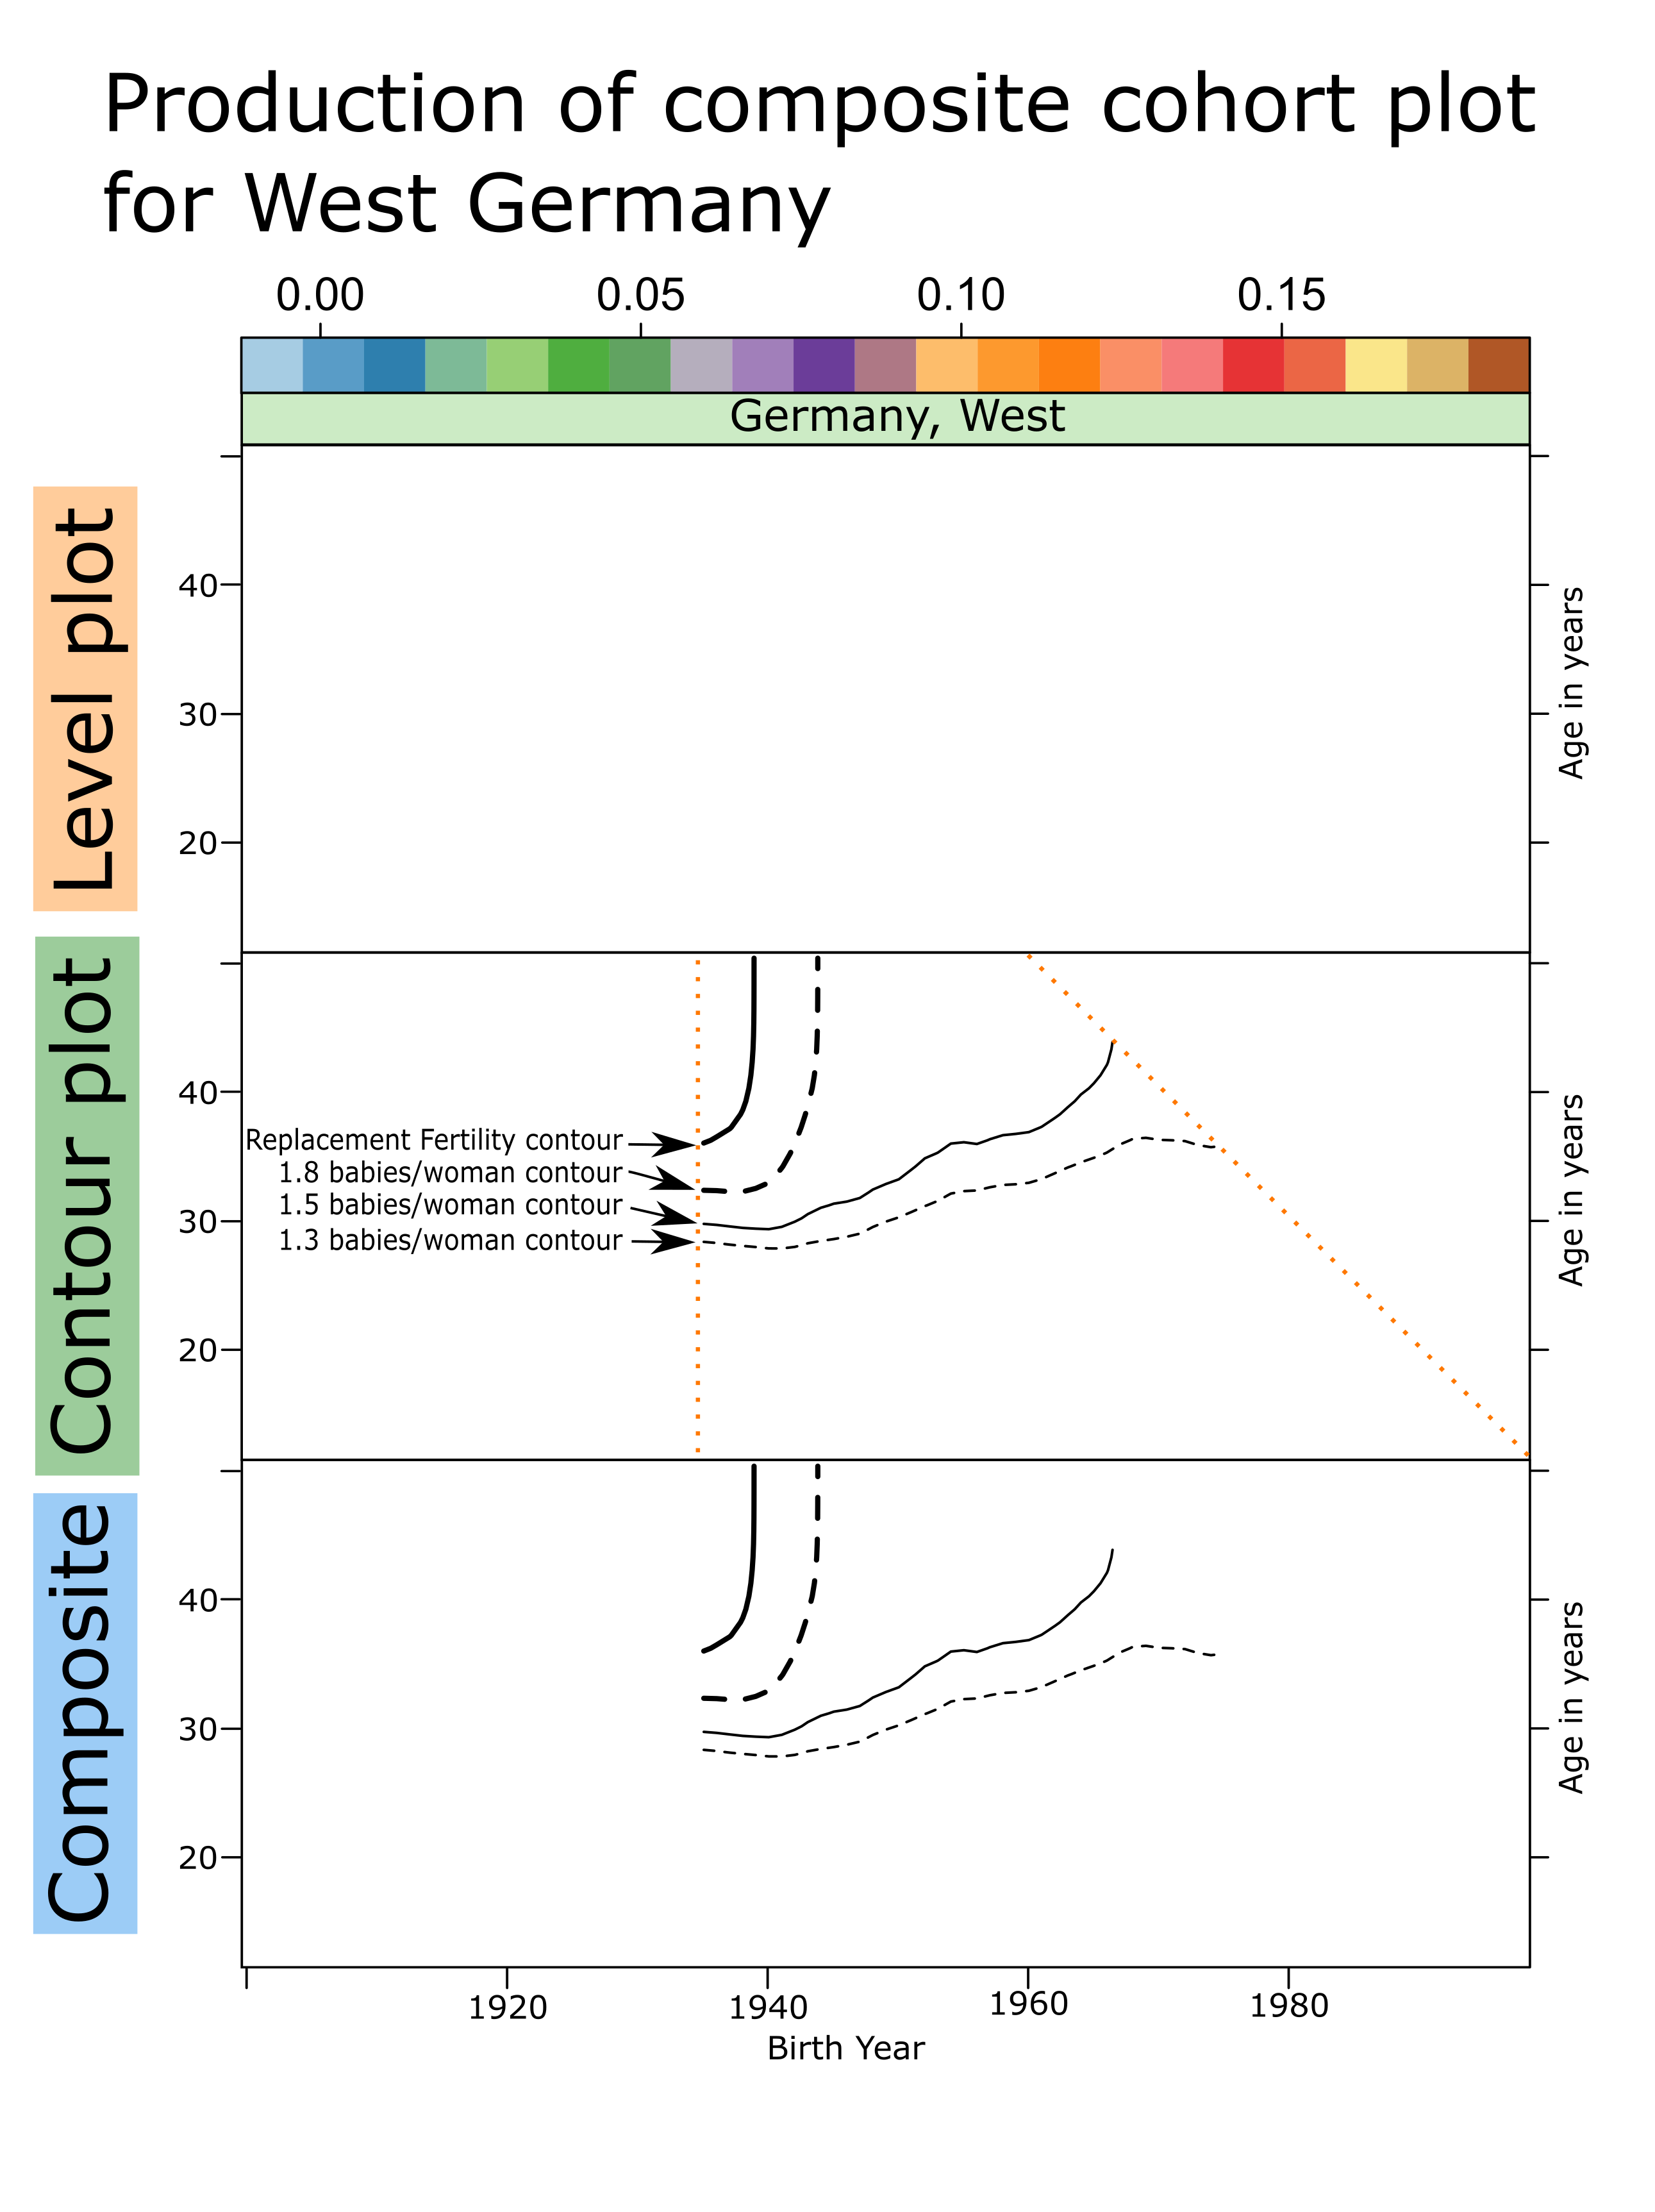 Production of composite cohort plot
for West Germany
0.00 0.05 0.10 0.15
Germany, West
Level plot
40
30
20
Age in years
Contour plot
40
30
20
Replacement Fertility contour
1.8 babies/woman contour
1.5 babies/woman contour
1.3 babies/woman contour
Age in years
Composite
40
30
20
Age in years
1920 1940 1960 1980
Birth Year